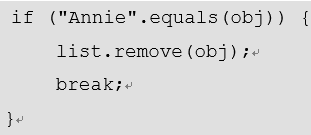 if ("Annie".equals(obj)) {
    list.remove(obj);↵
    break;↵
}↵